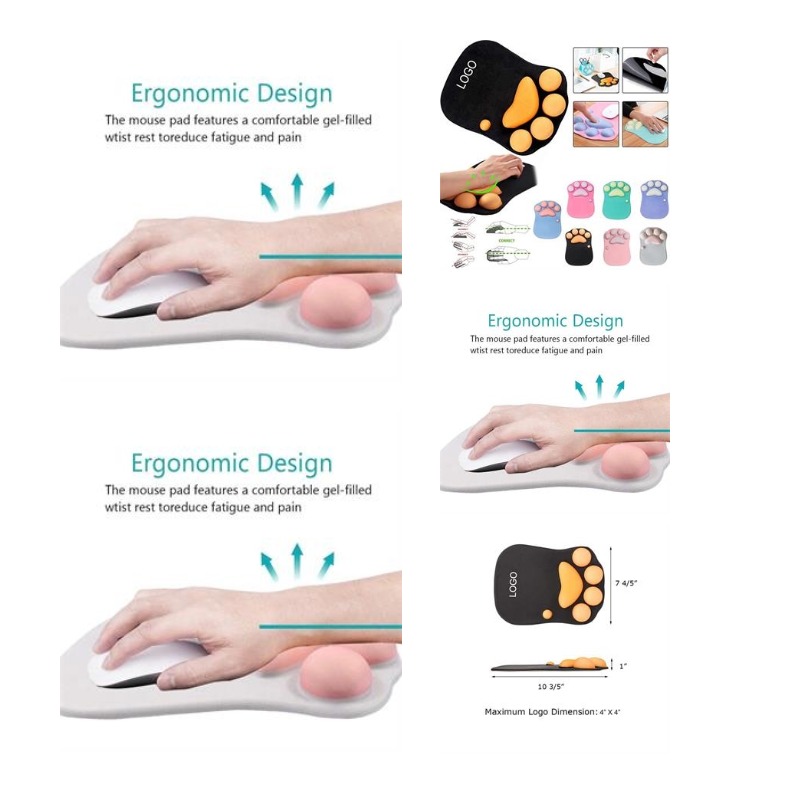 Ergonomic Design
The mouse pad features a comfortable gel-filled
wtist rest toreduce fatigue and pain
LOGO
CORRECT
Ergonomic Design
The mouse pad features a comfortable gel-filled
wtist rest toreduce fatigue and pain
Ergonomic Design
The mouse pad features a comfortable gel-filled
wtist rest toreduce fatigue and pain
LOGO
7 4/5"
1"
10 3/5"
Maximum Logo Dimension: 4" X 4"